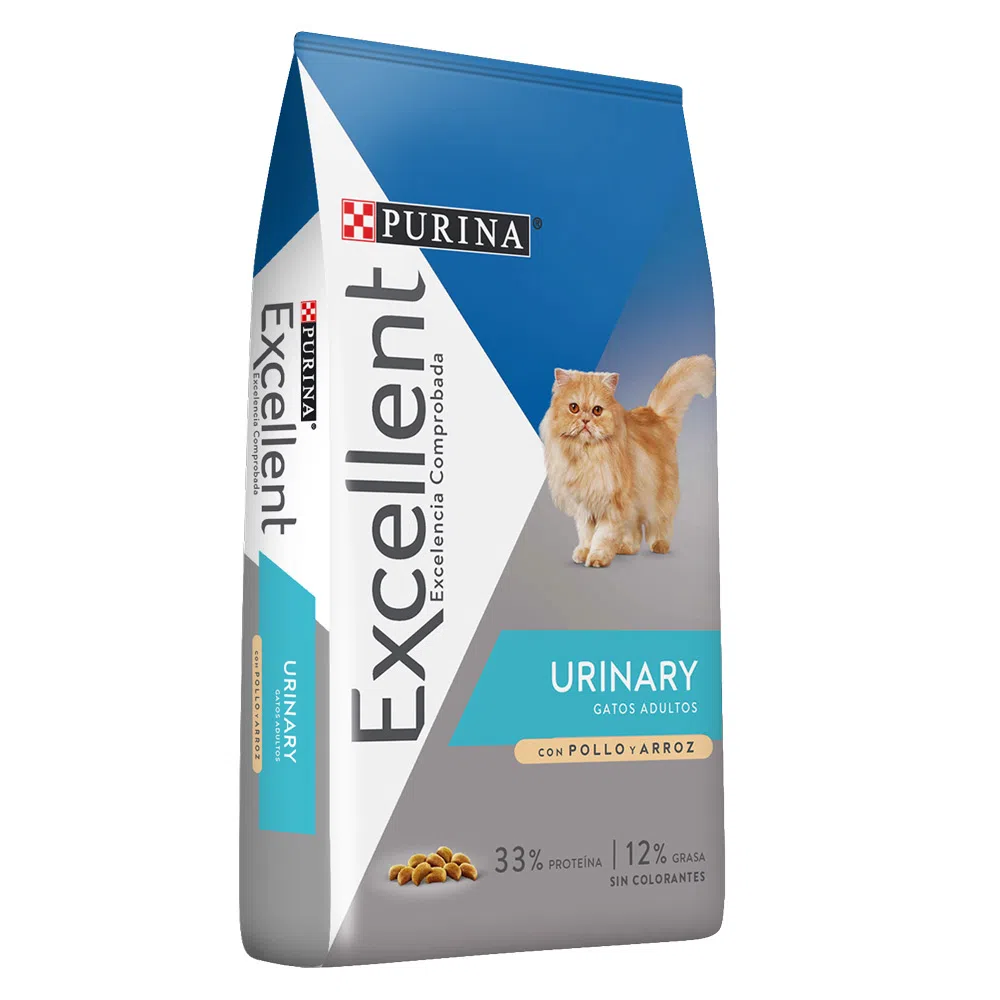 PURINA®
Excellent
Excelencia Comprobada
URINARY
GATOS ADULTOS
CON POLLO Y ARROZ
33% PROTEÍNA | 12% GRASA
SIN COLORANTES
PURINA
Excellent
Excelencia Comprobada
URINARY
GATOS ADULTOS
CON POLLO Y ARROZ